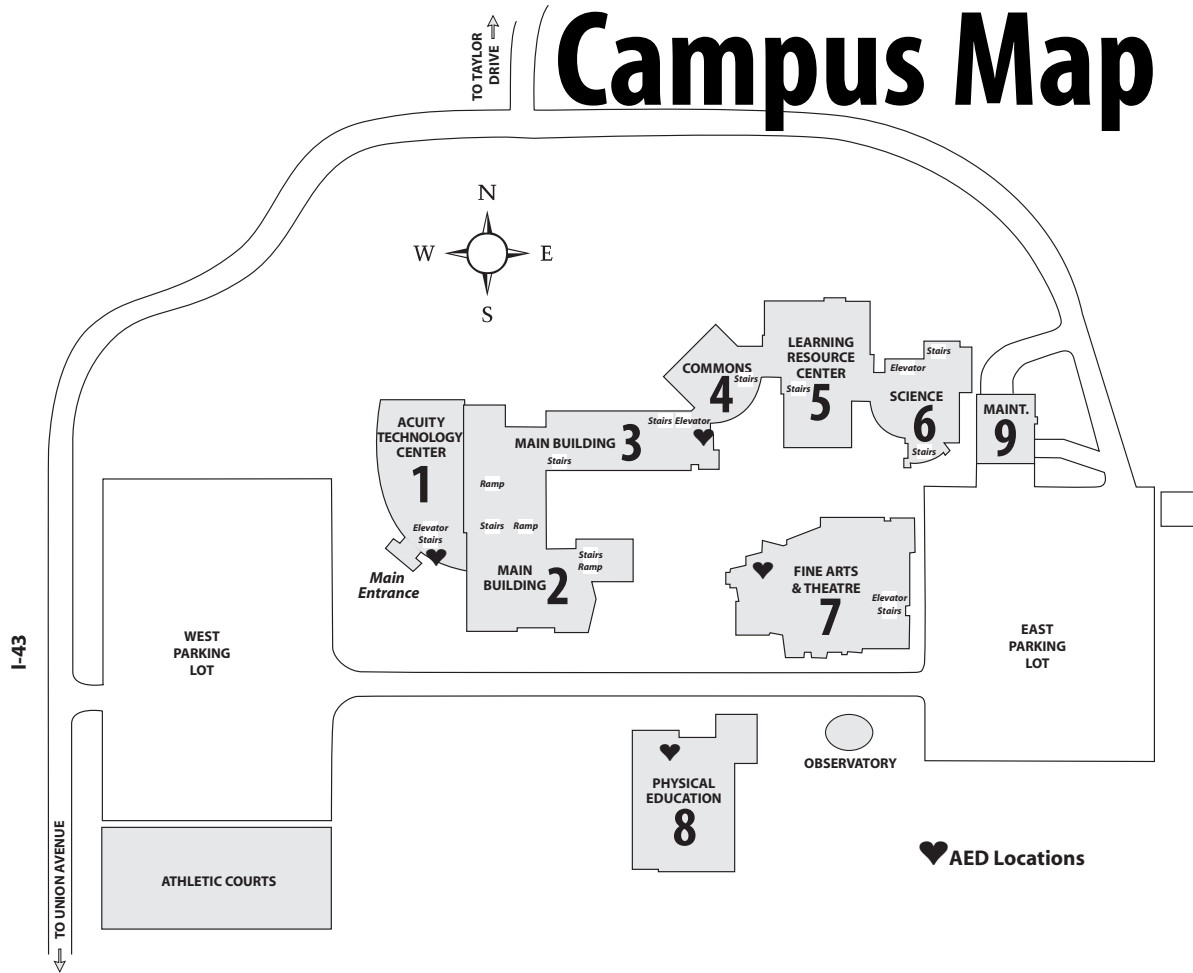 Campus Map
TO TAYLOR
DRIVE
N
W
E
S
LEARNING
RESOURCE
CENTER
5
Stairs
COMMONS
4
Stairs
Stairs
Elevator
SCIENCE
6
Stairs
MAINT.
9
ACUITY
TECHNOLOGY
CENTER
1
Elevator
Stairs
Main
Entrance
MAIN BUILDING 3
Stairs Elevator
Stairs
Ramp
Stairs Ramp
MAIN
BUILDING 2
Stairs
Ramp
FINE ARTS
& THEATRE
7
Elevator
Stairs
WEST
PARKING
LOT
EAST
PARKING
LOT
I-43
OBSERVATORY
PHYSICAL
EDUCATION
8
AED Locations
ATHLETIC COURTS
TO UNION AVENUE